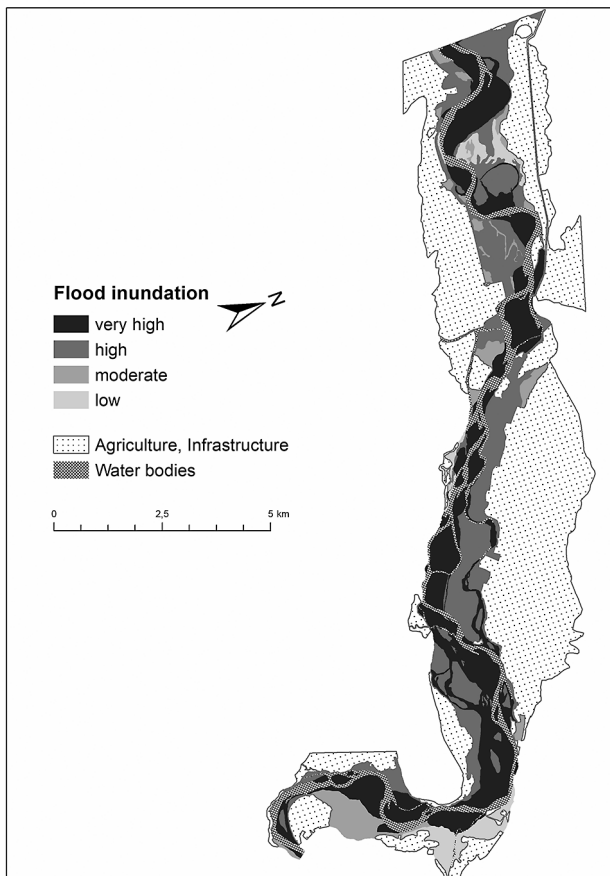 Flood inundation
N
very high
high
moderate
low
Agriculture, Infrastructure
Water bodies
0 2,5 5 km